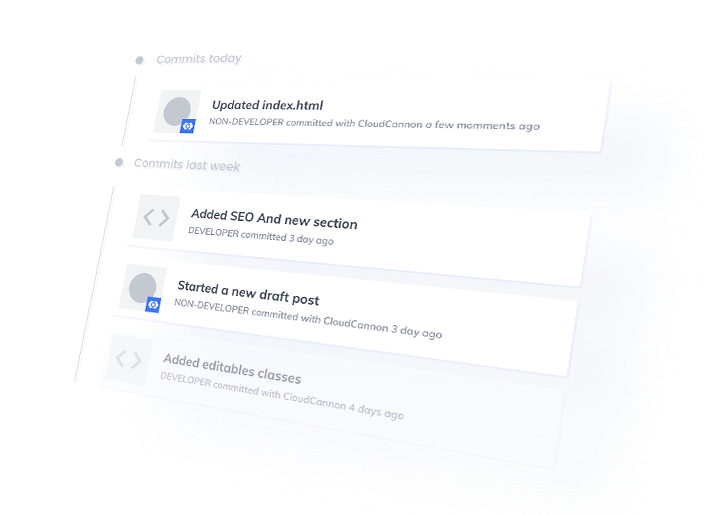 Commits today
Updated index.html
NON-DEVELOPER committed with CloudCannon a few momments ago
Commits last week
Added SEO And new section
DEVELOPER committed 3 day ago
Started a new draft post
NON-DEVELOPER committed with CloudCannon 3 day ago
Added editables classes
DEVELOPER committed with CloudCannon 4 days ago